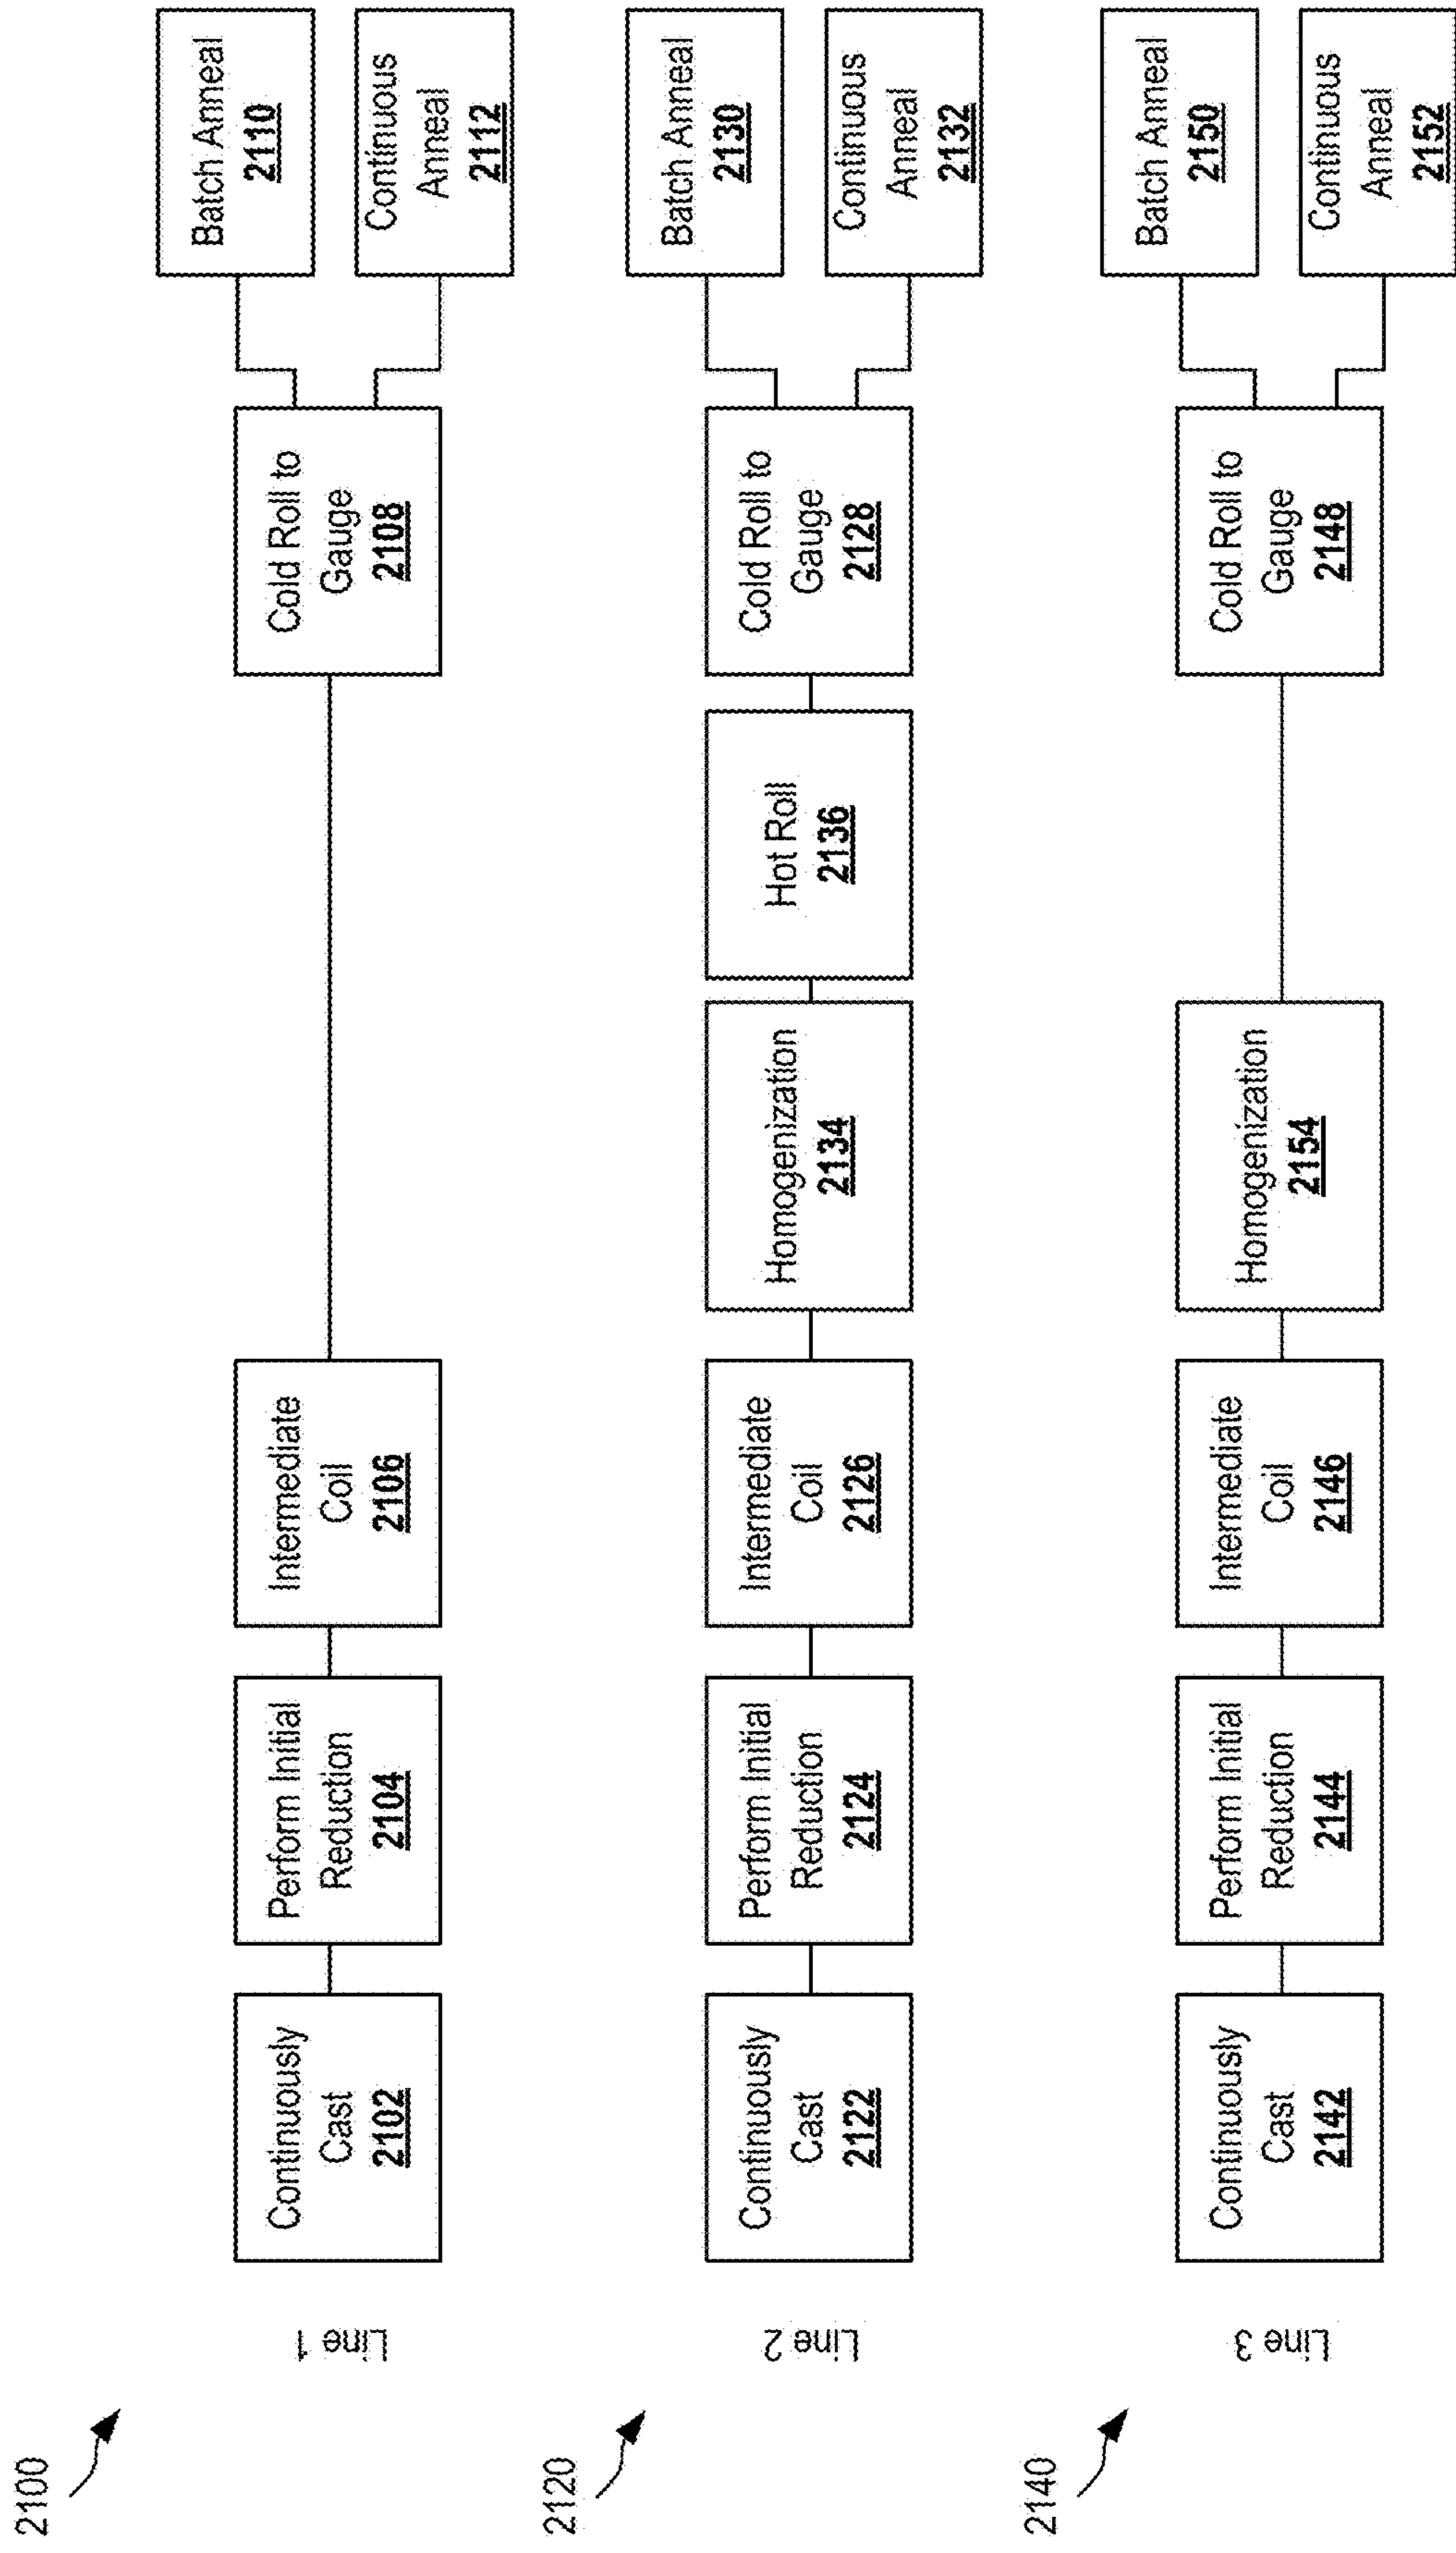 2100
Line 1
Continuously
Cast
2102
Perform Initial
Reduction
2104
Intermediate
Coil
2106
Cold Roll to
Gauge
2108
Batch Anneal
2110
Continuous
Anneal
2112
2120
Line 2
Continuously
Cast
2122
Perform Initial
Reduction
2124
Intermediate
Coil
2126
Homogenization
2134
Hot Roll
2136
Cold Roll to
Gauge
2128
Batch Anneal
2130
Continuous
Anneal
2132
2140
Line 3
Continuously
Cast
2142
Perform Initial
Reduction
2144
Intermediate
Coil
2146
Homogenization
2154
Cold Roll to
Gauge
2148
Batch Anneal
2150
Continuous
Anneal
2152